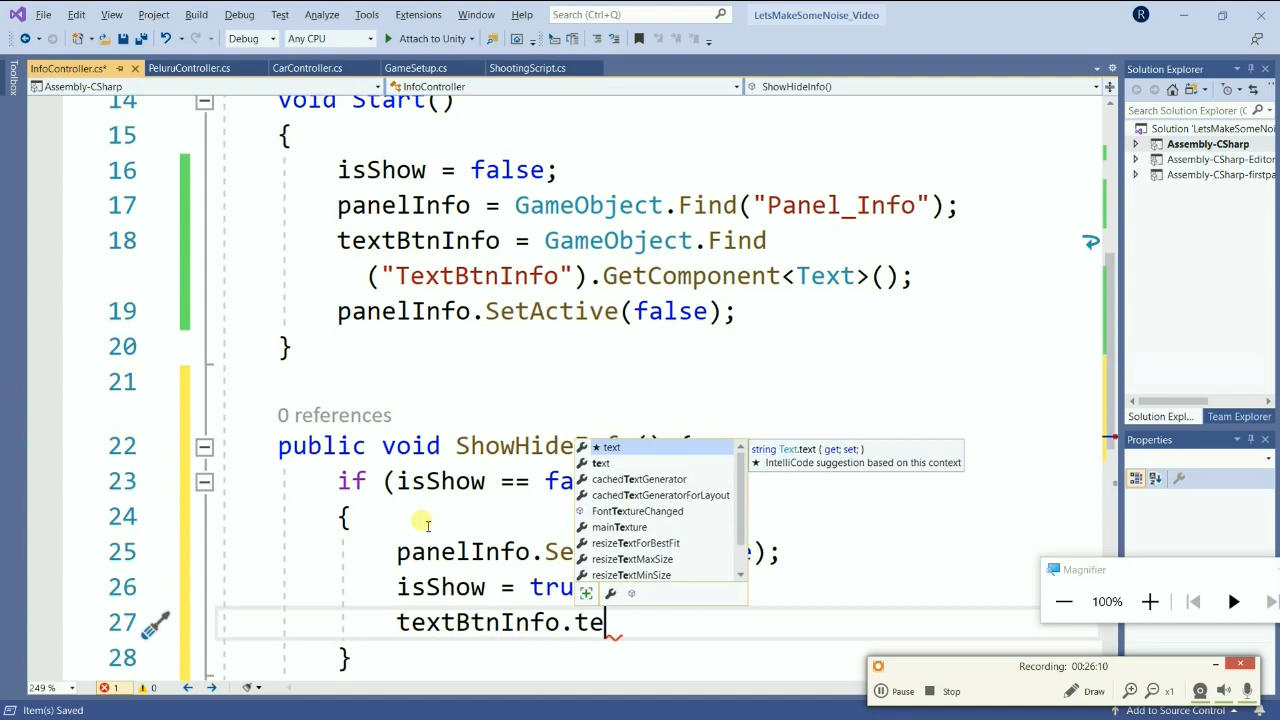 File Edit View Project Build Debug Test Analyze Tools Extensions Window Help Search (Ctrl+Q) LetsMakeSomeNoise_Video R
Debug Any CPU Attach to Unity
Toolbox
InfoController.cs* PeluruController.cs CarController.cs GameSetup.cs ShootingScript.cs
Assembly-CSharp InfoController ShowHideInfo()
14 void Start()
15 {
16 isShow = false;
17 panelInfo = GameObject.Find("Panel_Info");
18 textBtnInfo = GameObject.Find
("TextBtnInfo").GetComponent<Text>();
19 panelInfo.SetActive(false);
20 }
21
0 references
22 public void ShowHide
23 if (isShow == fa
24 {
25 panelInfo.Se e);
26 isShow = tru
27 textBtnInfo.te
28 }
★ text
text
cachedTextGenerator
cachedTextGeneratorForLayout
FontTextureChanged
mainTexture
resizeTextForBestFit
resizeTextMaxSize
resizeTextMinSize
string Text.text { get; set; }
★ IntelliCode suggestion based on this context
Solution Explorer
Search Solution Explorer (
Solution 'LetsMakeSomeNo
Assembly-CSharp
Assembly-CSharp-Editor
Assembly-CSharp-firstpa
Solution Expl... Team Explorer
Properties
Magnifier
100%
Recording: 00:26:10
Pause Stop Draw x1
249 % 1 0
Item(s) Saved
Add to Source Control